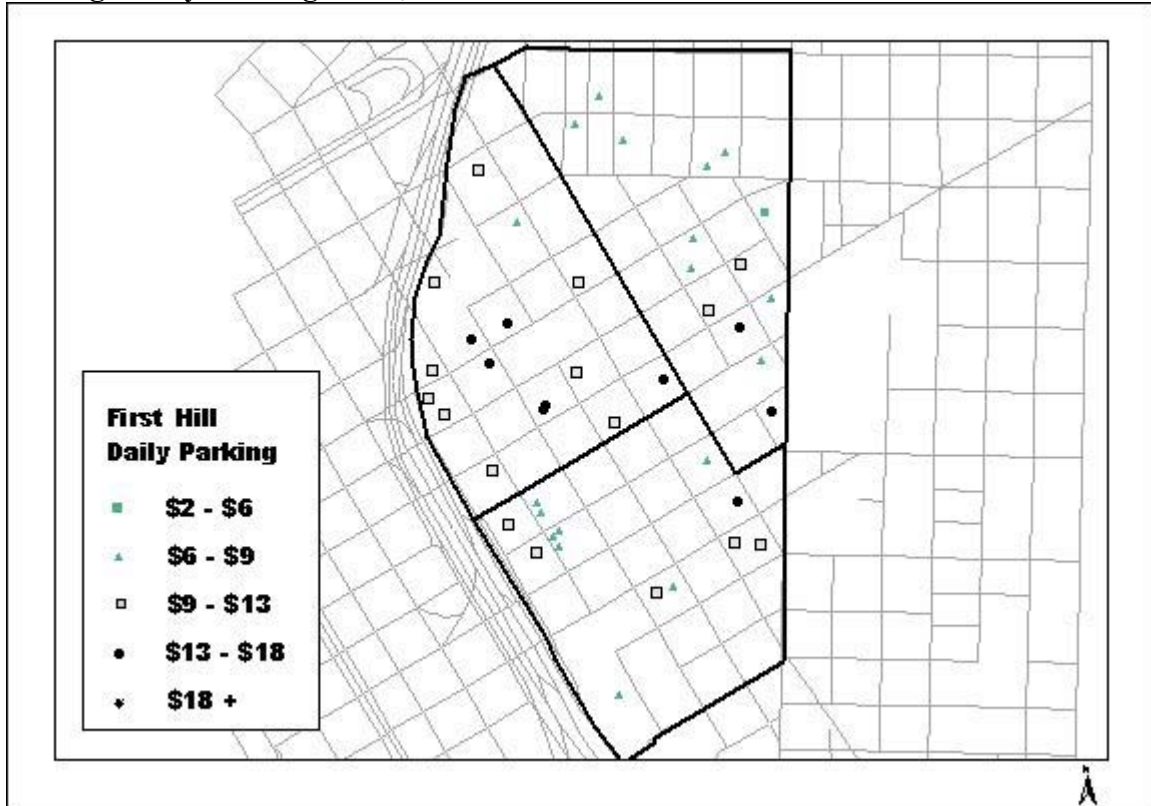 First Hill
Daily Parking
$2 - $6
$6 - $9
$9 - $13
$13 - $18
$18 +